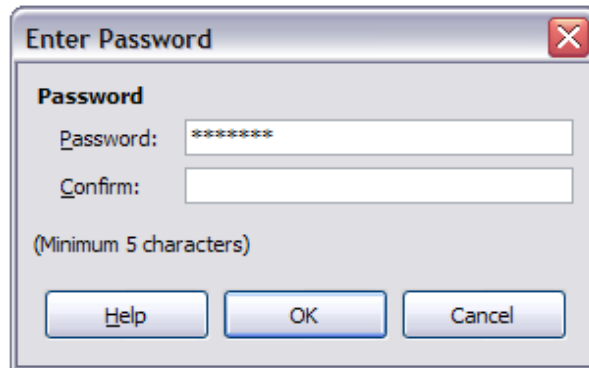 Enter Password
Password
Password: *******
Confirm:
(Minimum 5 characters)
Help OK Cancel